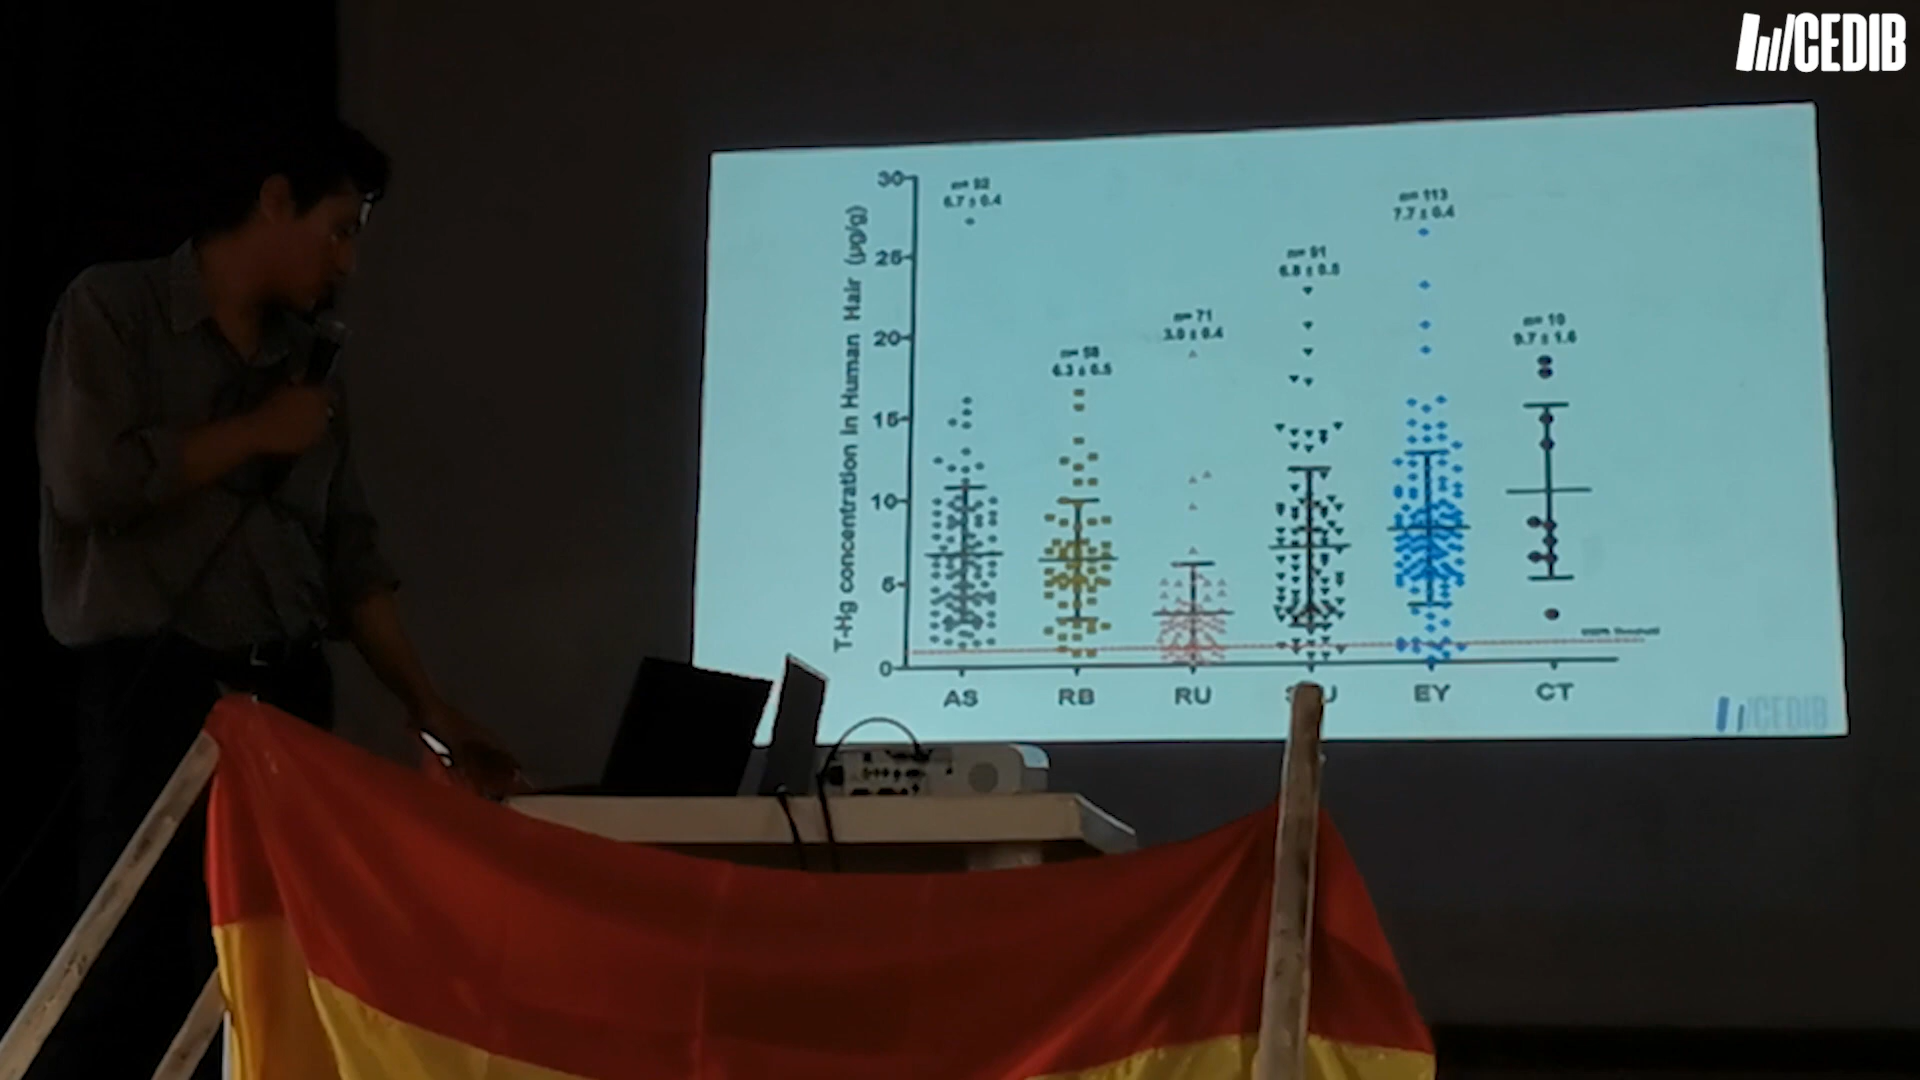 CEDIB
T-Hg concentration in Human Hair (µg/g)
30
25
20
15
10
5
0
n= 92
6.7 ± 0.4
n= 58
6.3 ± 0.5
n= 71
3.0 ± 0.4
n= 91
6.8 ± 0.5
n= 113
7.7 ± 0.4
n= 10
9.7 ± 1.6
AS
RB
RU
EY
CT
CEDIB